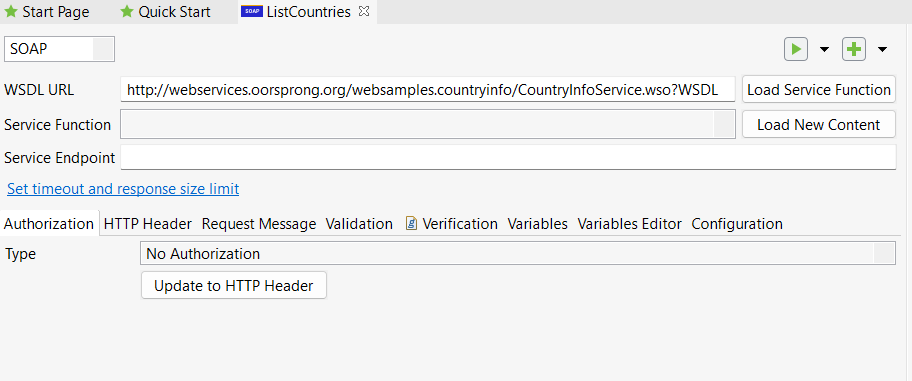 Start Page Quick Start SOAP ListCountries
SOAP
WSDL URL http://webservices.oorsprong.org/websamples.countryinfo/CountryInfoService.wso?WSDL Load Service Function
Service Function Load New Content
Service Endpoint
Set timeout and response size limit
Authorization HTTP Header Request Message Validation Verification Variables Variables Editor Configuration
Type No Authorization
Update to HTTP Header